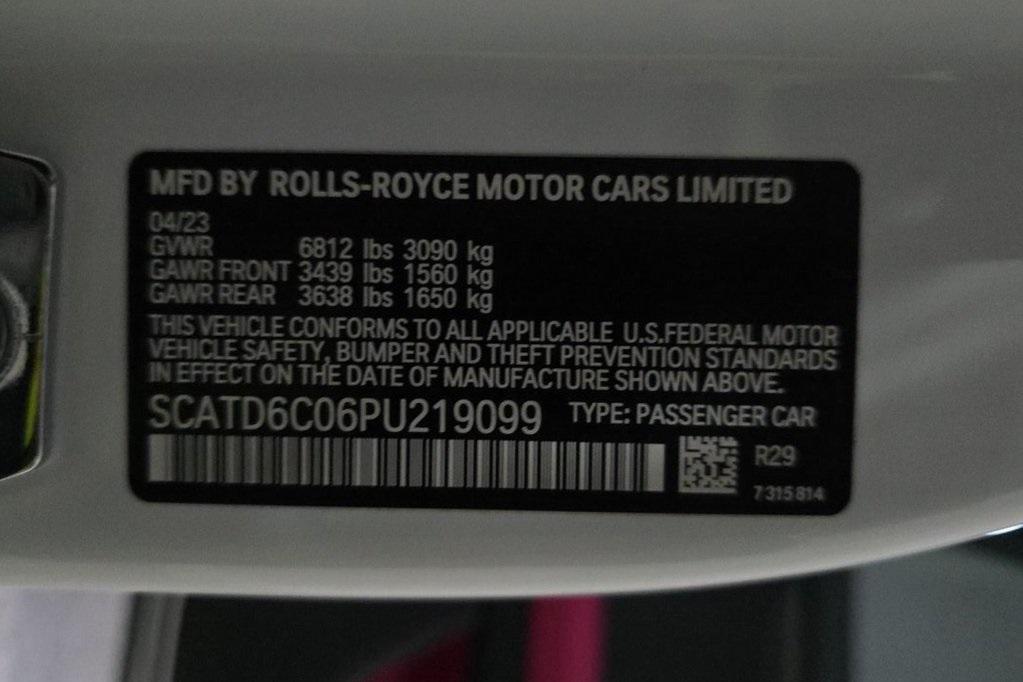 MFD BY ROLLS-ROYCE MOTOR CARS LIMITED
04/23
GVWR 6812 lbs 3090 kg
GAWR FRONT 3439 lbs 1560 kg
GAWR REAR 3638 lbs 1650 kg
THIS VEHICLE CONFORMS TO ALL APPLICABLE U.S.FEDERAL MOTOR
VEHICLE SAFETY, BUMPER AND THEFT PREVENTION STANDARDS
IN EFFECT ON THE DATE OF MANUFACTURE SHOWN ABOVE.
SCATD6C06PU219099 TYPE: PASSENGER CAR
R29
7 315 814